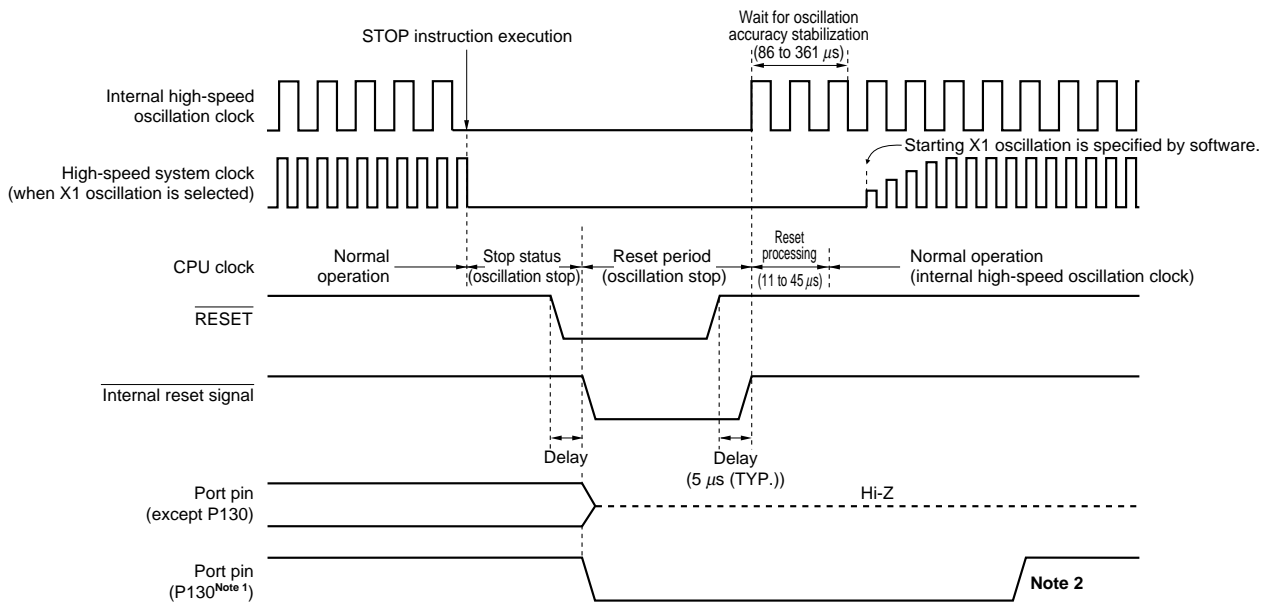 Wait for oscillation
accuracy stabilization
(86 to 361 μs)
STOP instruction execution
Internal high-speed
oscillation clock
Starting X1 oscillation is specified by software.
High-speed system clock
(when X1 oscillation is selected)
CPU clock
Normal
operation
Stop status
(oscillation stop)
Reset period
(oscillation stop)
Reset
processing
(11 to 45 μs)
Normal operation
(internal high-speed oscillation clock)
RESET
Internal reset signal
Delay
Delay
(5 μs (TYP.))
Port pin
(except P130)
Hi-Z
Port pin
(P130Note 1)
Note 2